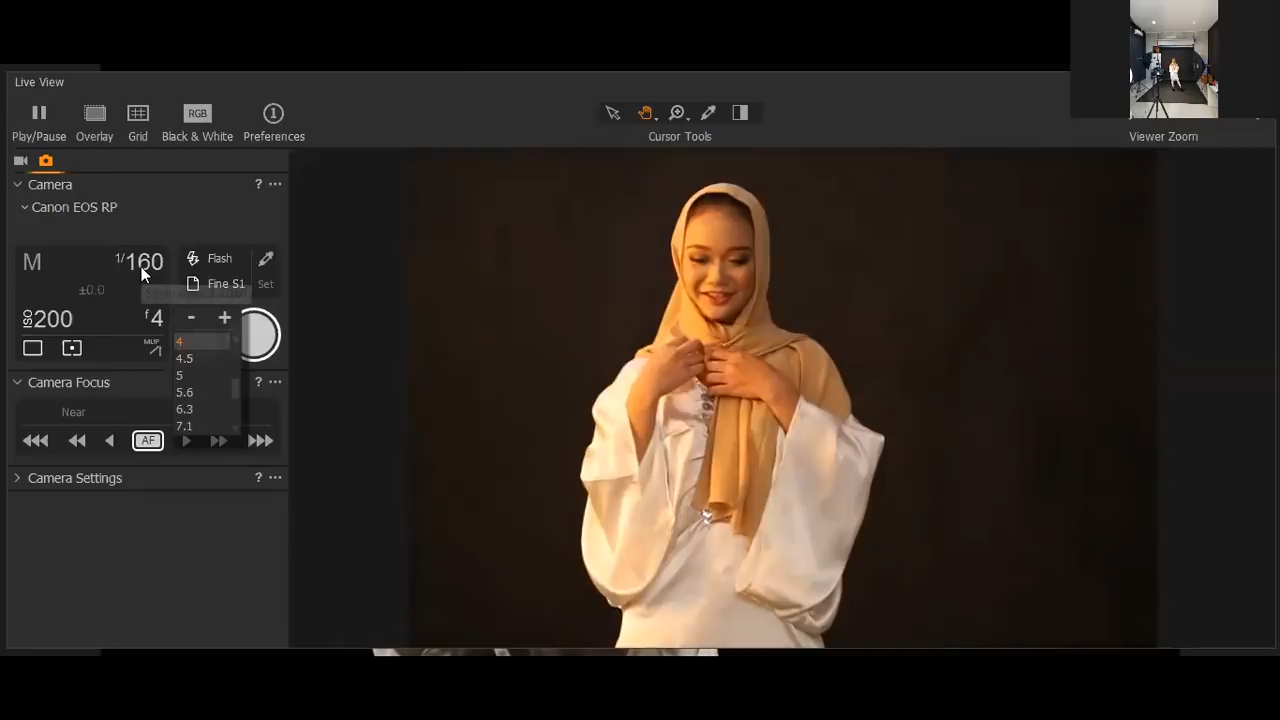 Live View
Play/Pause
Overlay
Grid
RGB
Black & White
Preferences
Cursor Tools
Viewer Zoom
Camera
?
Canon EOS RP
M
1/160
Flash
±0.0
Fine S1
Set
ISO 200
f4
- +
4
4.5
5
5.6
6.3
7.1
MUP
Camera Focus
?
Near
AF
Camera Settings
?